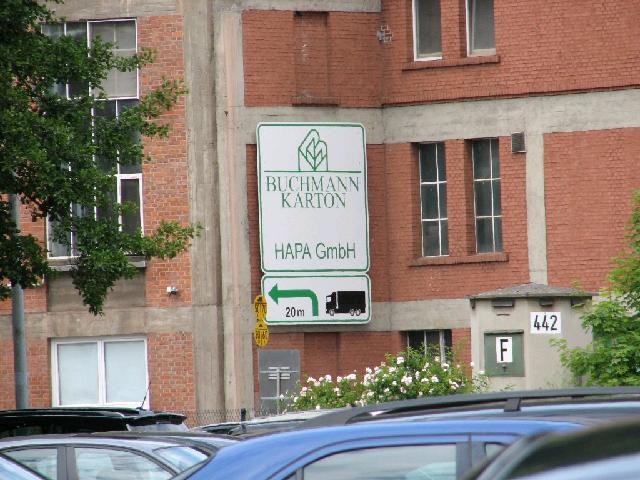 BUCHMANN
KARTON
HAPA GmbH
20m
442
F